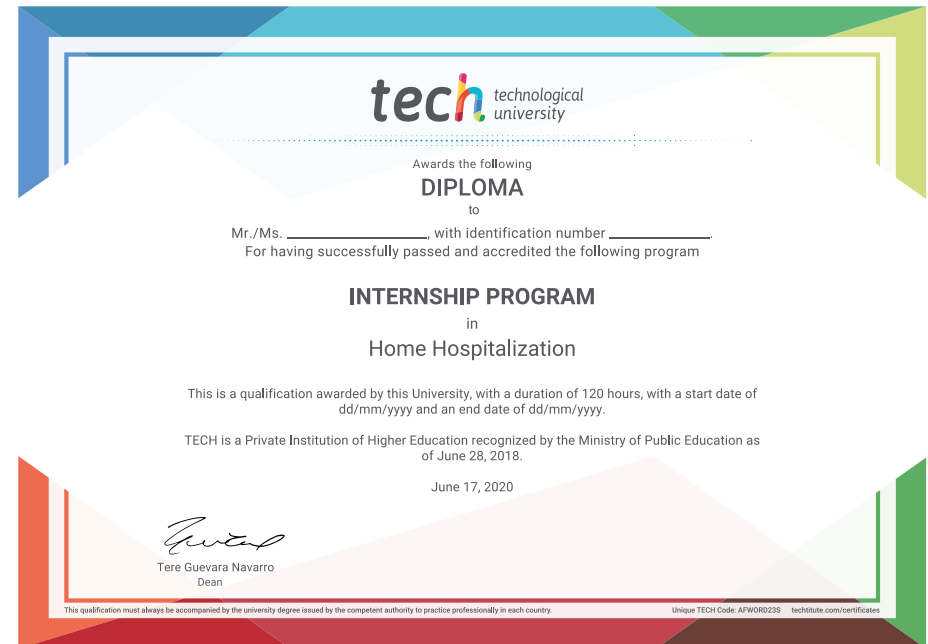 tech technological
university
Awards the following
DIPLOMA
to
Mr./Ms. ________________, with identification number ____________.
For having successfully passed and accredited the following program
INTERNSHIP PROGRAM
in
Home Hospitalization
This is a qualification awarded by this University, with a duration of 120 hours, with a start date of
dd/mm/yyyy and an end date of dd/mm/yyyy.
TECH is a Private Institution of Higher Education recognized by the Ministry of Public Education as
of June 28, 2018.
June 17, 2020
Tere Guevara Navarro
Dean
This qualification must always be accompanied by the university degree issued by the competent authority to practice professionally in each country. Unique TECH Code: AFWORD23S techtitute.com/certificates